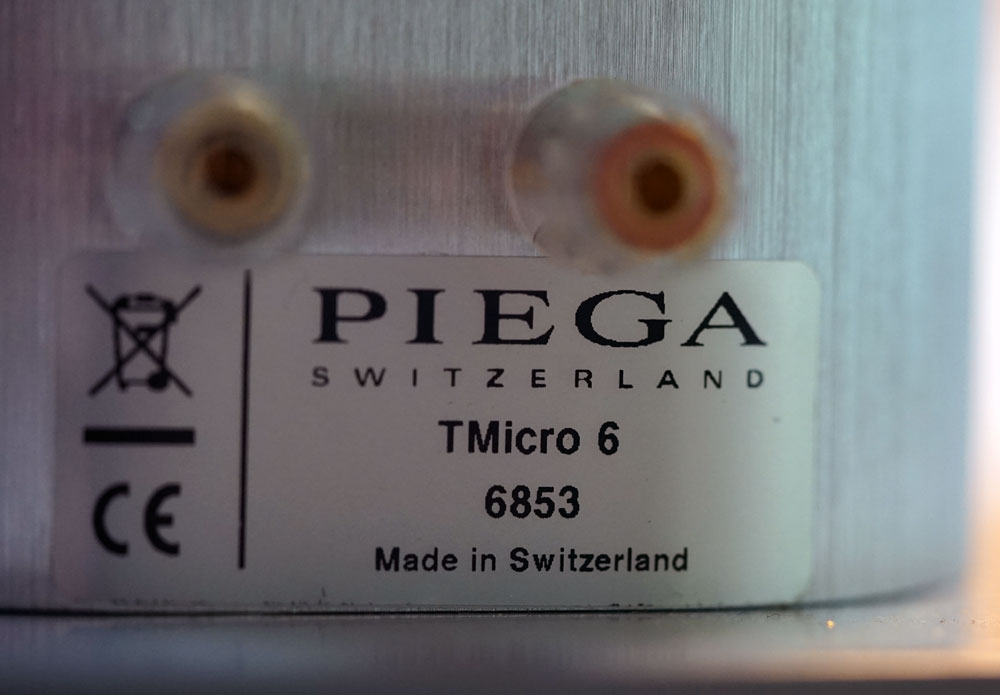 PIEGA
SWITZERLAND
TMicro 6
6853
Made in Switzerland
CE